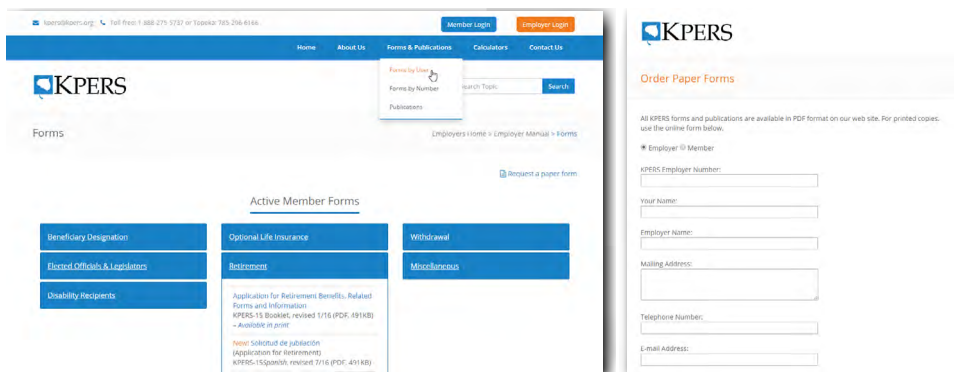 kpers@kpers.org Toll free: 1-888-275-5737 or Topeka: 785-296-6166
Member Login
Employer Login
Home About Us Forms & Publications Calculators Contact Us
Forms by User
Forms by Number
Publications
KPERS
Search Topic
Search
Forms
Employers Home > Employer Manual > Forms
Request a paper form
Active Member Forms
Beneficiary Designation
Optional Life Insurance
Withdrawal
Elected Officials & Legislators
Retirement
Miscellaneous
Disability Recipients
Application for Retirement Benefits, Related
Forms and Information
KPERS-15 Booklet, revised 1/16 (PDF, 491KB)
– Available in print
New! Solicitud de jubilación
(Application for Retirement)
KPERS-15Spanish, revised 7/16 (PDF, 491KB)
KPERS
Order Paper Forms
All KPERS forms and publications are available in PDF format on our web site. For printed copies,
use the online form below.
Employer Member
KPERS Employer Number:
Your Name:
Employer Name:
Mailing Address:
Telephone Number:
E-mail Address: